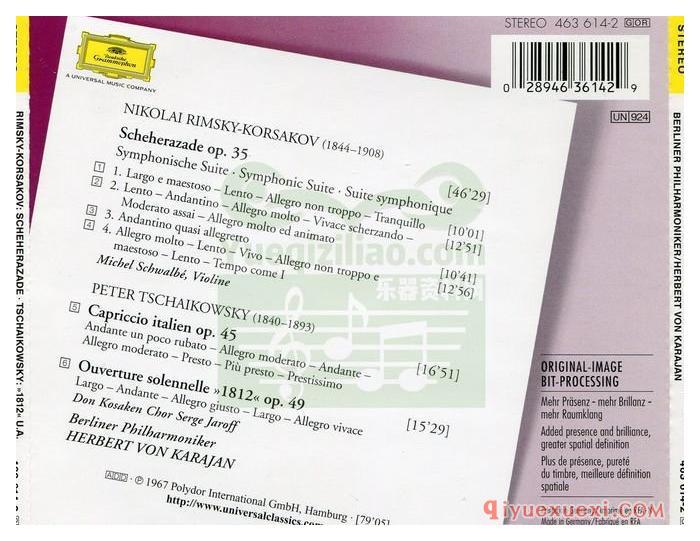 STEREO 463 614-2 GOR
Deutsche
Grammophon
A UNIVERSAL MUSIC COMPANY
0 28946 36142 9
UN 924
NIKOLAI RIMSKY-KORSAKOV (1844–1908)
Scheherazade op. 35
Symphonische Suite · Symphonic Suite · Suite symphonique [46'29]
1 1. Largo e maestoso – Lento – Allegro non troppo – Tranquillo [10'01]
2 2. Lento – Andantino – Allegro molto – Vivace scherzando –
Moderato assai – Allegro molto ed animato [12'51]
3 3. Andantino quasi allegretto [10'41]
4 4. Allegro molto – Lento – Vivo – Allegro non troppo e
maestoso – Lento – Tempo come I [12'56]
Michel Schwalbé, Violine
yueqiziliao.com
乐器资料网
PETER TSCHAIKOWSKY (1840–1893)
5 Capriccio italien op. 45
Andante un poco rubato – Allegro moderato – Andante –
Allegro moderato – Presto – Più presto – Prestissimo [16'51]
6 Ouverture solennelle »1812« op. 49
Largo – Andante – Allegro giusto – Largo – Allegro vivace [15'29]
Don Kosaken Chor Serge Jaroff
Berliner Philharmoniker
HERBERT VON KARAJAN
ADD · ℗ 1967 Polydor International GmbH, Hamburg · [79'05]
http://www.universalclassics.com
ORIGINAL-IMAGE
BIT-PROCESSING
Mehr Präsenz – mehr Brillanz –
mehr Raumklang
Added presence and brilliance,
greater spatial definition
Plus de présence, pureté
du timbre, meilleure définition
spatiale
Made in Germany/Fabriqué en RFA
qiyuexuexi.com
STEREO
RIMSKY-KORSAKOV: SCHEHERAZADE · TSCHAIKOWSKY: »1812« U.A.
STEREO
BERLINER PHILHARMONIKER/HERBERT VON KARAJAN
463 614-2